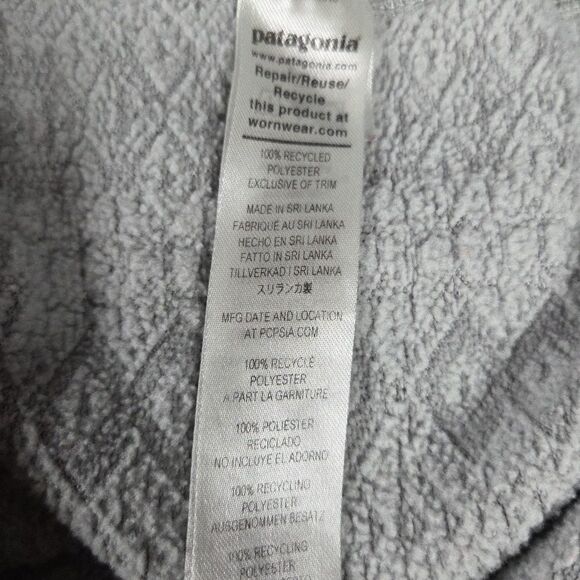 patagonia
www.patagonia.com
Repair/Reuse/
Recycle
this product at
wornwear.com
100% RECYCLED
POLYESTER
EXCLUSIVE OF TRIM
MADE IN SRI LANKA
FABRIQUÉ AU SRI LANKA
HECHO EN SRI LANKA
FATTO IN SRI LANKA
TILLVERKAD I SRI LANKA
スリランカ製
MFG DATE AND LOCATION
AT PCPSIA.COM
100% RECYCLÉ
POLYESTER
À PART LA GARNITURE
100% POLIÉSTER
RECICLADO
NO INCLUYE EL ADORNO
100% RECYCLING
POLYESTER
AUSGENOMMEN BESATZ
100% RECYCLING
POLYESTER